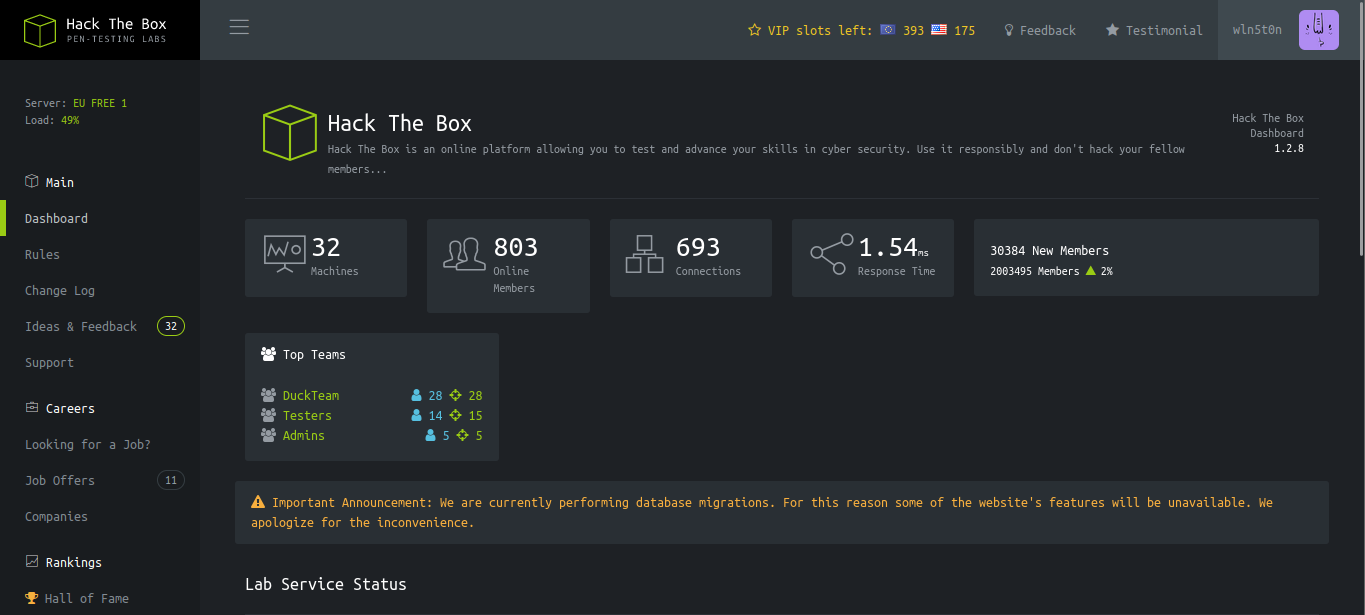 Hack The Box
PEN-TESTING LABS
VIP slots left: 393 175
Feedback
Testimonial
wln5t0n
Server: EU FREE 1
Load: 49%
Main
Dashboard
Rules
Change Log
Ideas & Feedback 32
Support
Careers
Looking for a Job?
Job Offers 11
Companies
Rankings
Hall of Fame
Hack The Box
Hack The Box is an online platform allowing you to test and advance your skills in cyber security. Use it responsibly and don't hack your fellow
members...
Hack The Box
Dashboard
1.2.8
32
Machines
803
Online
Members
693
Connections
1.54ms
Response Time
30384 New Members
2003495 Members 2%
Top Teams
DuckTeam 28 28
Testers 14 15
Admins 5 5
Important Announcement: We are currently performing database migrations. For this reason some of the website's features will be unavailable. We
apologize for the inconvenience.
Lab Service Status